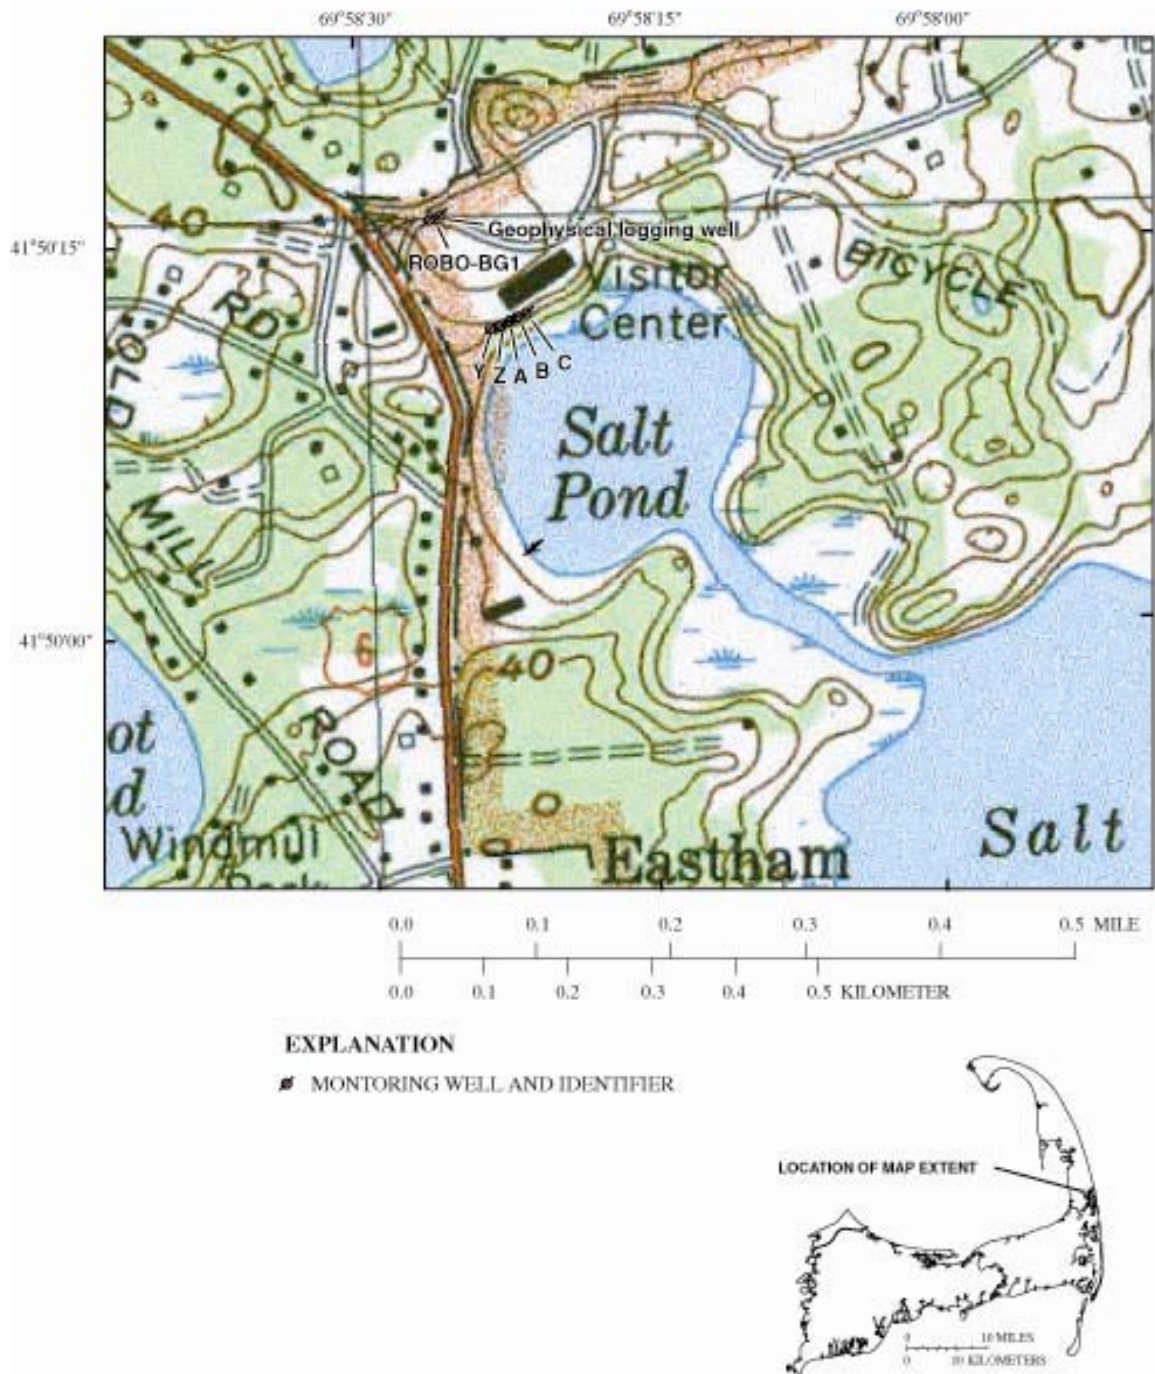 69°58'30" 69°58'15" 69°58'00"
40
41°50'15"
Geophysical logging well
ROBO-BG1
BICYCLE
Visitor
Center
RD
OLD
Y Z A B C
Salt
Pond
MILL
41°50'00"
6
40
ROAD
ot
d
0
Windmill
Salt
Eastham
0.0 0.1 0.2 0.3 0.4 0.5 MILE
0.0 0.1 0.2 0.3 0.4 0.5 KILOMETER
EXPLANATION
MONTORING WELL AND IDENTIFIER
LOCATION OF MAP EXTENT
0 10 MILES
0 10 KILOMETERS